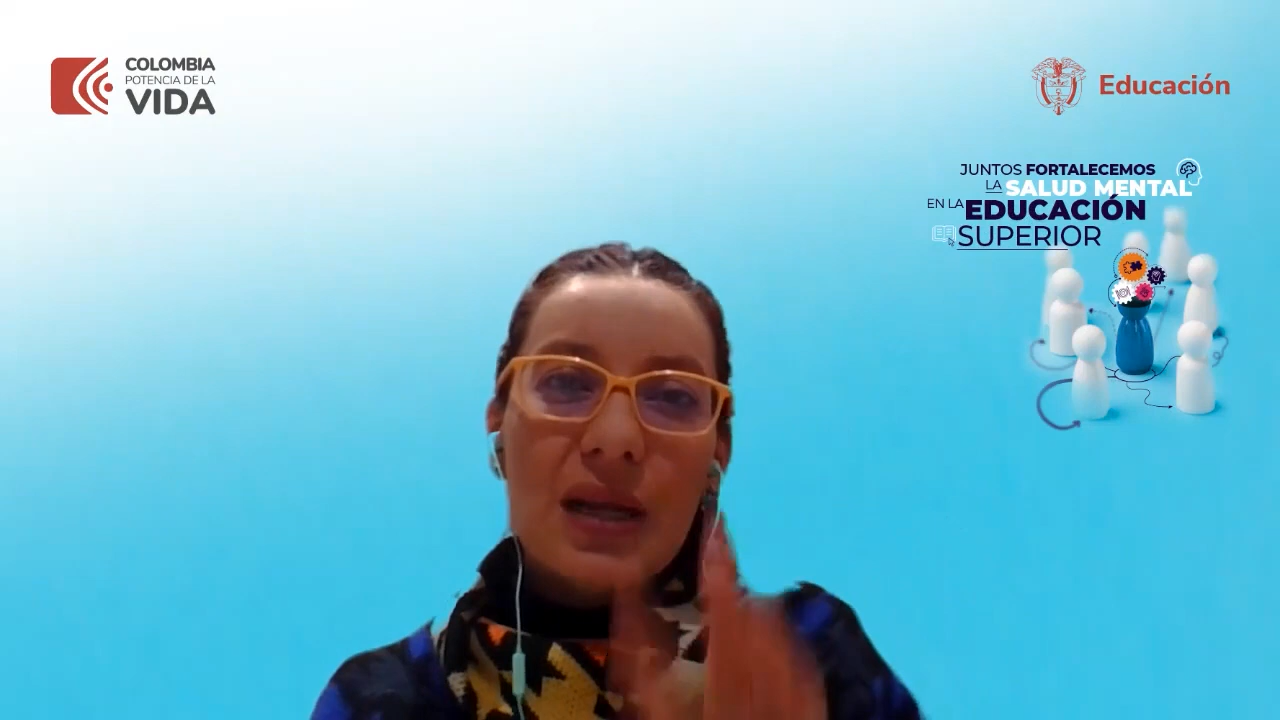 COLOMBIA
POTENCIA DE LA
VIDA
Educación
JUNTOS FORTALECEMOS
LA SALUD MENTAL
EN LA EDUCACIÓN
SUPERIOR